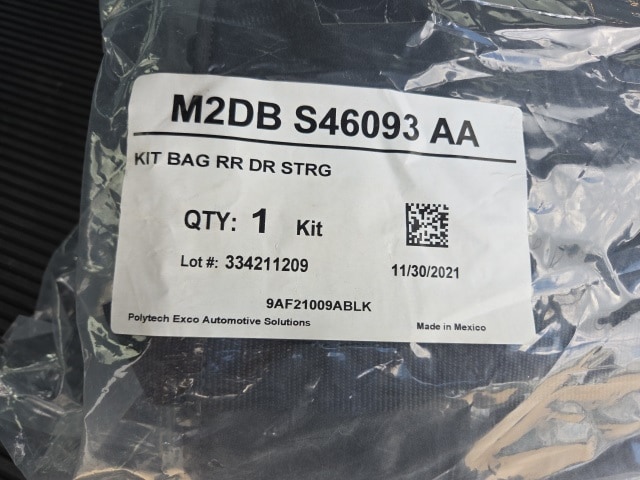 M2DB S46093 AA
KIT BAG RR DR STRG
QTY: 1 Kit
Lot #: 334211209 11/30/2021
9AF21009ABLK
Polytech Exco Automotive Solutions Made in Mexico